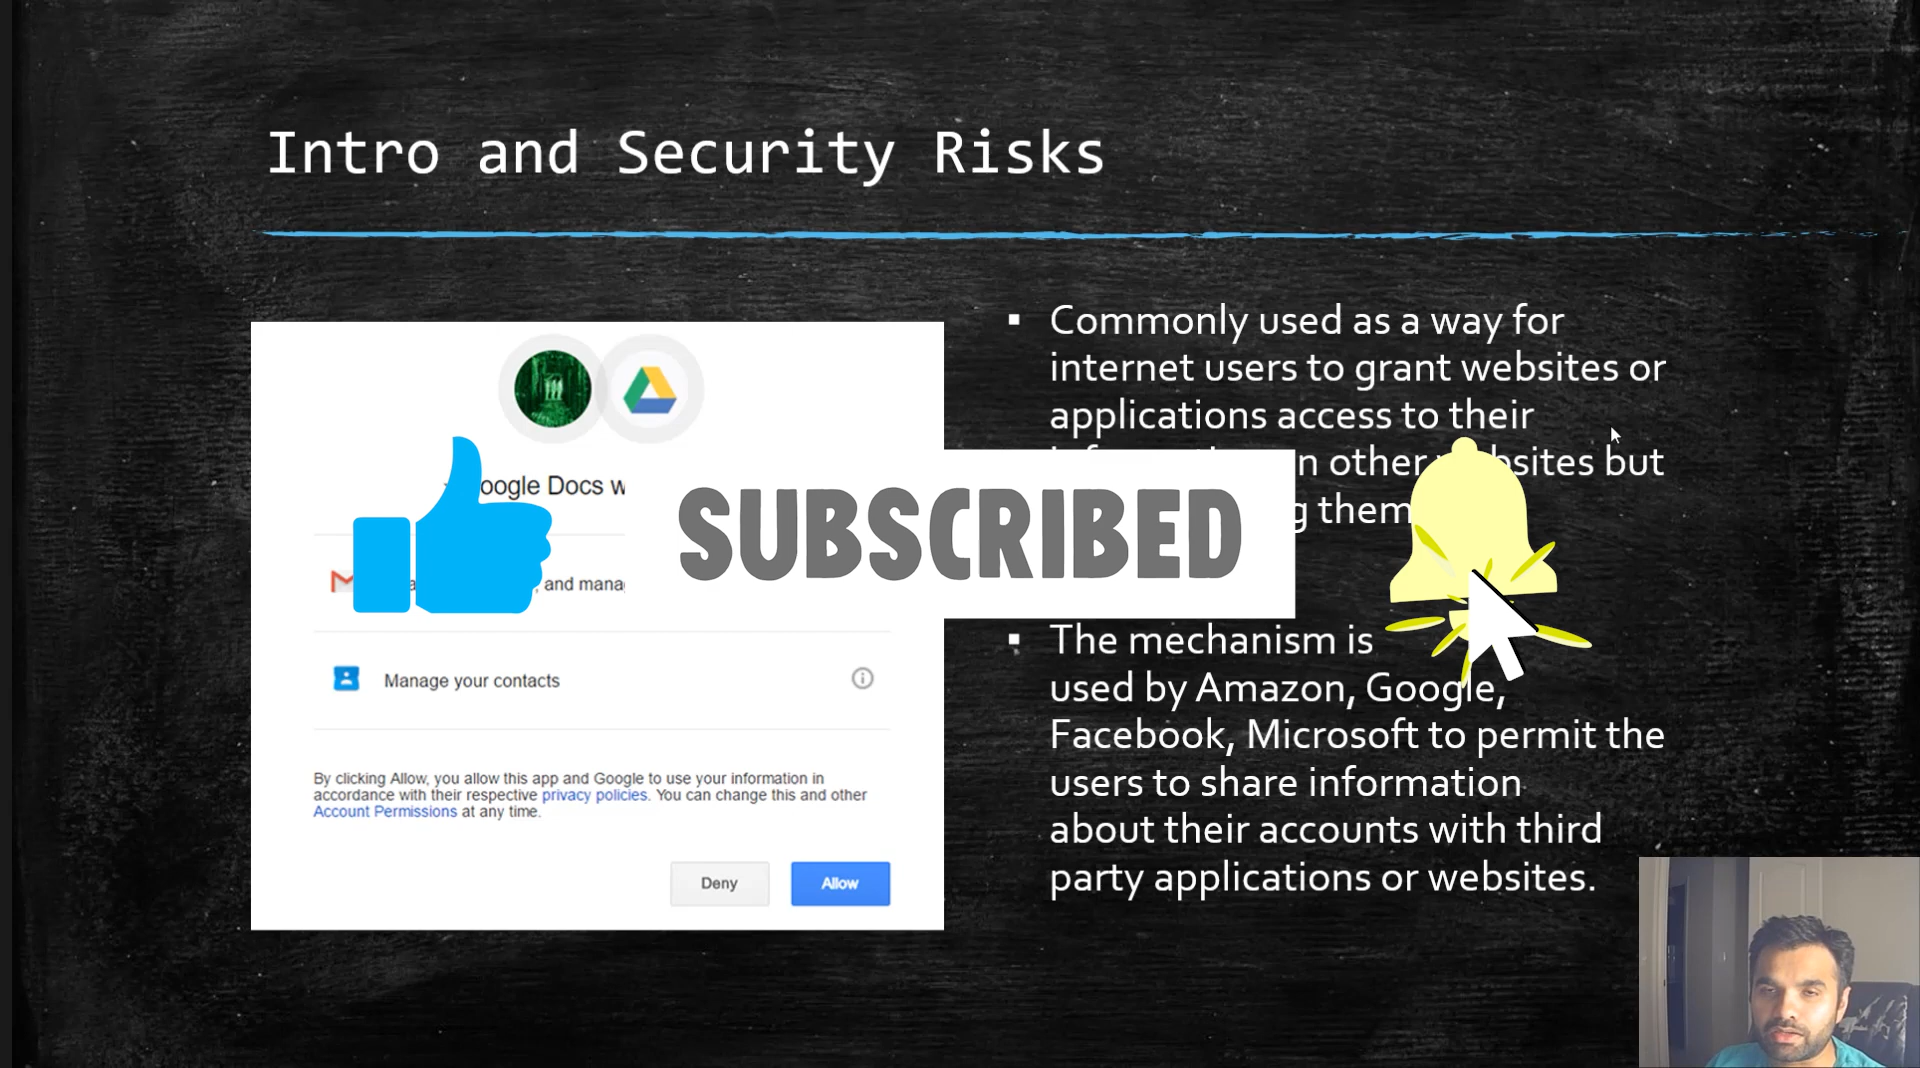 Intro and Security Risks
oogle Docs w
and mana
Manage your contacts
By clicking Allow, you allow this app and Google to use your information in
accordance with their respective privacy policies. You can change this and other
Account Permissions at any time.
Deny
Allow
SUBSCRIBED
▪ Commonly used as a way for
internet users to grant websites or
applications access to their
other
but
them
▪ The mechanism is
used by Amazon, Google,
Facebook, Microsoft to permit the
users to share information
about their accounts with third
party applications or websites.